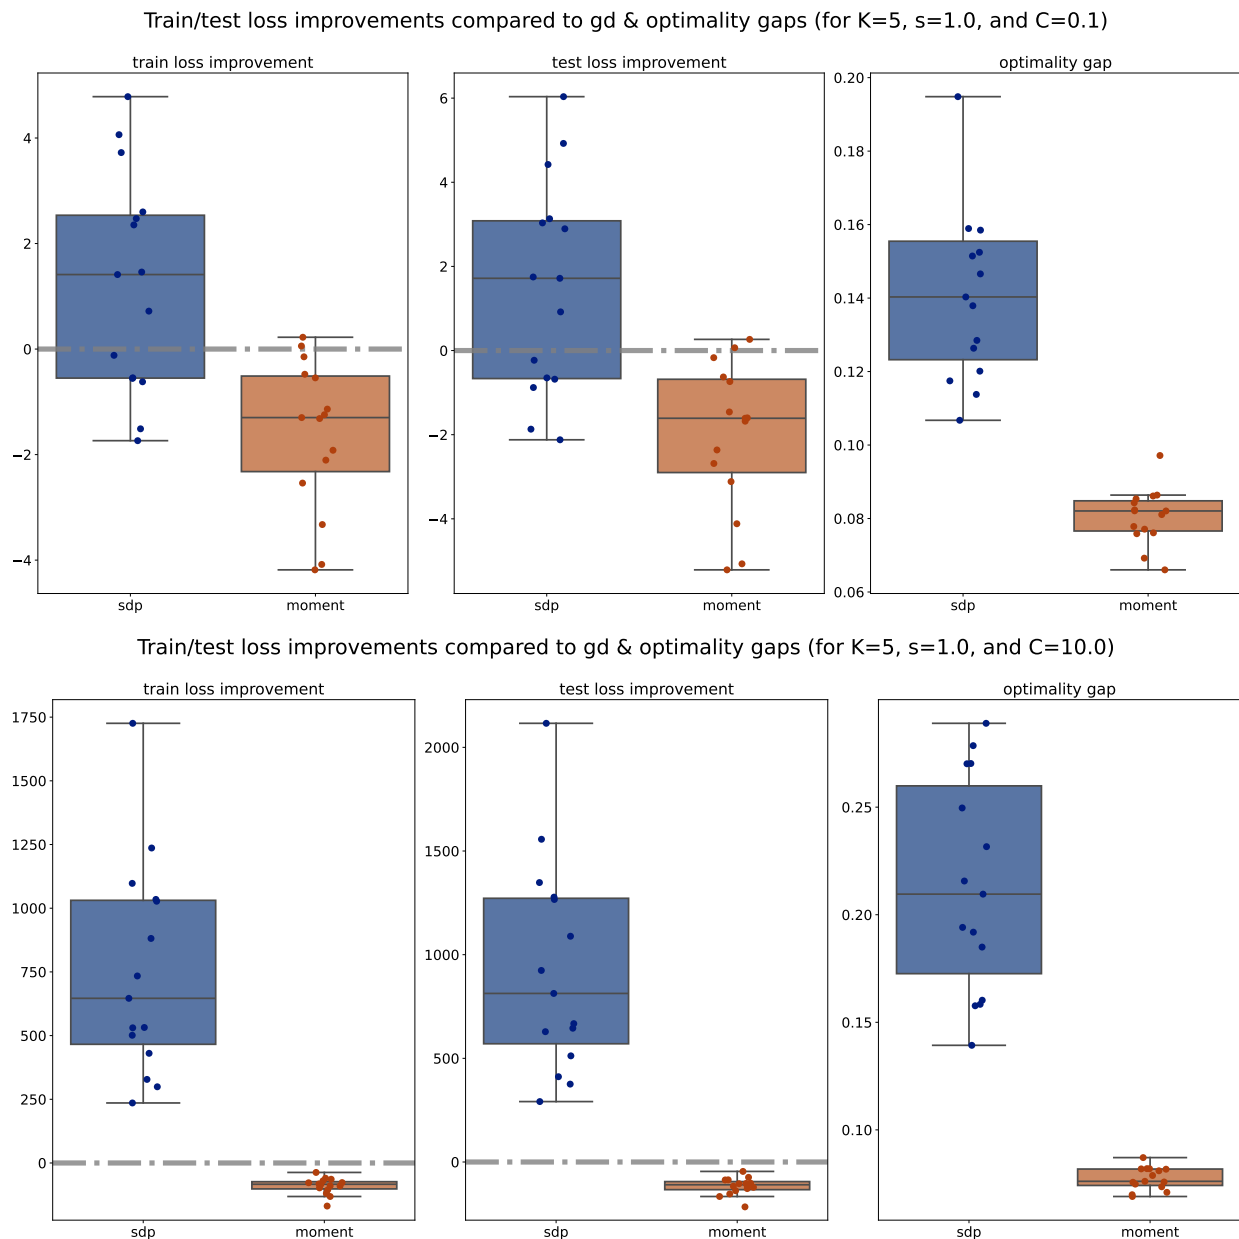 Train/test loss improvements compared to gd & optimality gaps (for K=5, s=1.0, and C=0.1)
train loss improvement
4
2
0
−2
−4
sdp
moment
test loss improvement
6
4
2
0
−2
−4
sdp
moment
optimality gap
0.20
0.18
0.16
0.14
0.12
0.10
0.08
0.06
sdp
moment
Train/test loss improvements compared to gd & optimality gaps (for K=5, s=1.0, and C=10.0)
train loss improvement
1750
1500
1250
1000
750
500
250
0
sdp
moment
test loss improvement
2000
1500
1000
500
0
sdp
moment
optimality gap
0.25
0.20
0.15
0.10
sdp
moment